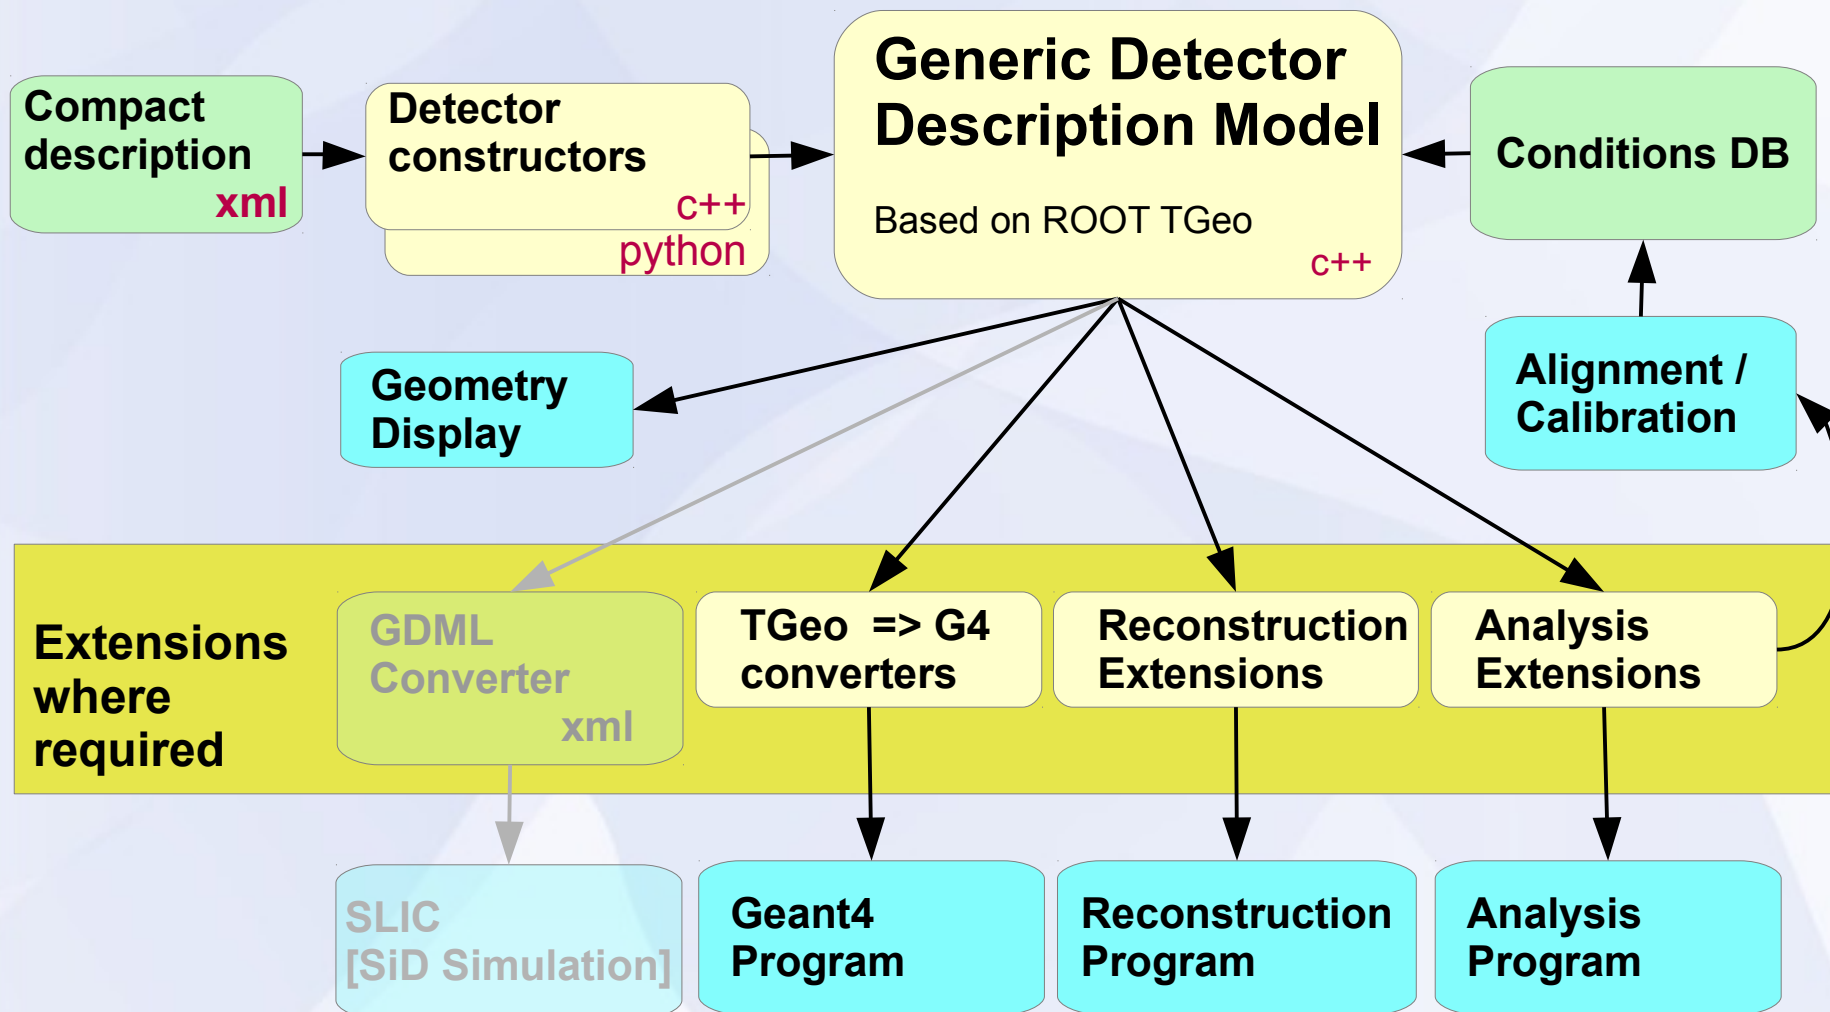 Compact
description
xml
Detector
constructors
c++
python
Generic Detector
Description Model
Based on ROOT TGeo
c++
Conditions DB
Geometry
Display
Alignment /
Calibration
Extensions
where
required
GDML
Converter
xml
TGeo => G4
converters
Reconstruction
Extensions
Analysis
Extensions
SLIC
[SiD Simulation]
Geant4
Program
Reconstruction
Program
Analysis
Program